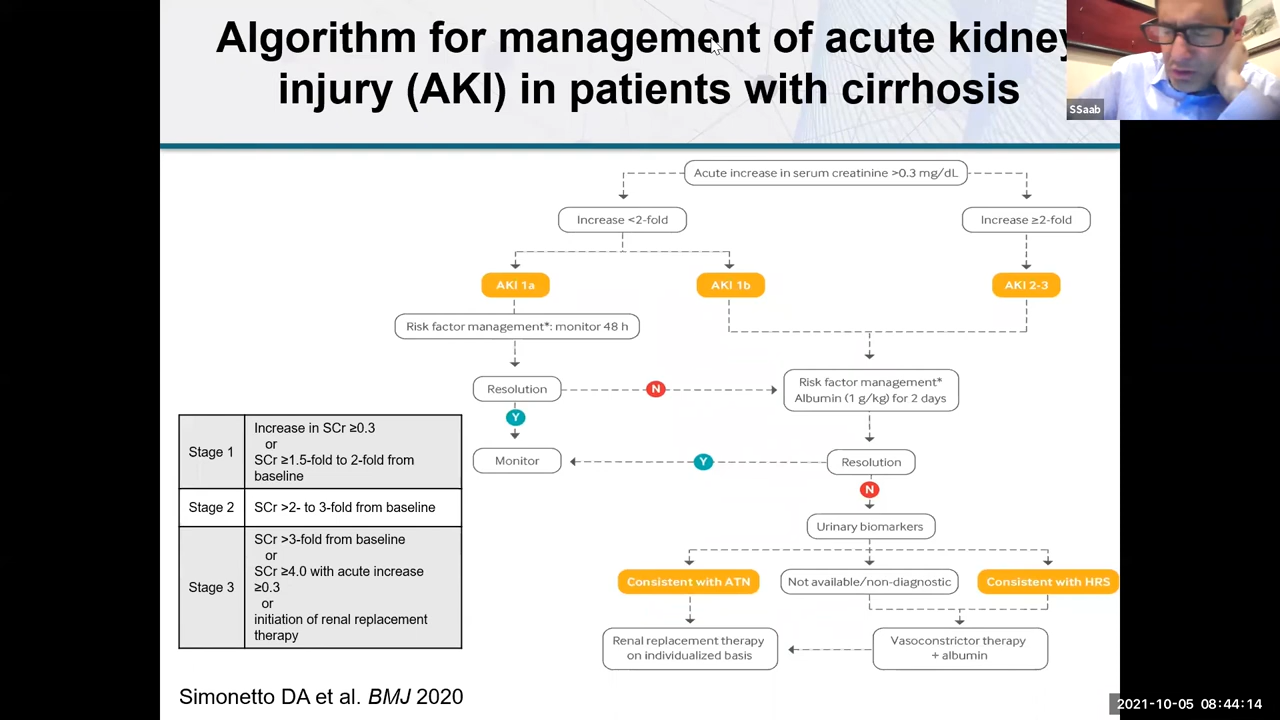 Algorithm for management of acute kidney
injury (AKI) in patients with cirrhosis
SSaab
Acute increase in serum creatinine >0.3 mg/dL
Increase <2-fold
Increase ≥2-fold
AKI 1a
AKI 1b
AKI 2-3
Risk factor management*: monitor 48 h
Resolution
N
Risk factor management*
Albumin (1 g/kg) for 2 days
Y
Monitor
Y
Resolution
N
Urinary biomarkers
Consistent with ATN
Not available/non-diagnostic
Consistent with HRS
Renal replacement therapy
on individualized basis
Vasoconstrictor therapy
+ albumin
Stage 1
Increase in SCr ≥0.3
or
SCr ≥1.5-fold to 2-fold from
baseline
Stage 2
SCr >2- to 3-fold from baseline
Stage 3
SCr >3-fold from baseline
or
SCr ≥4.0 with acute increase
≥0.3
or
initiation of renal replacement
therapy
Simonetto DA et al. BMJ 2020
2021-10-05 08:44:14